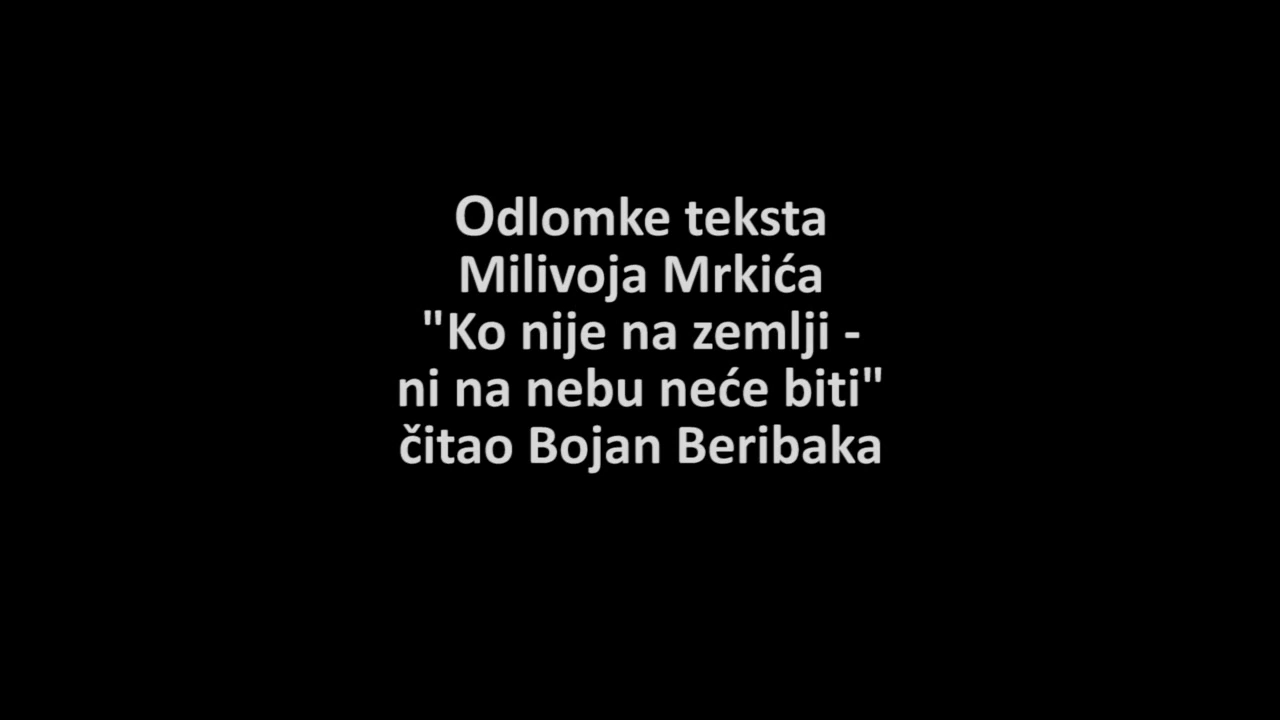 Odlomke teksta
Milivoja Mrkića
"Ko nije na zemlji -
ni na nebu neće biti"
čitao Bojan Beribaka